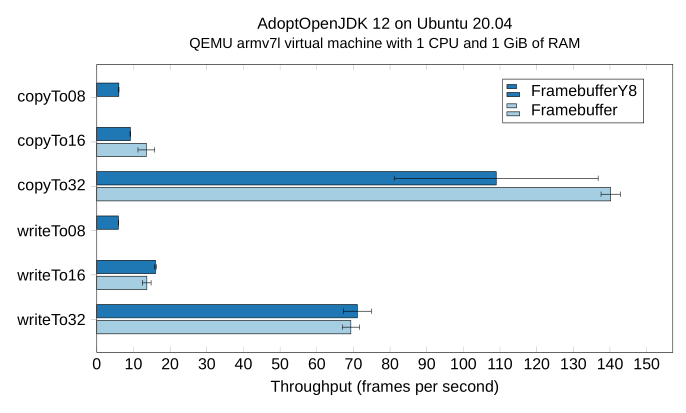 AdoptOpenJDK 12 on Ubuntu 20.04
QEMU armv7l virtual machine with 1 CPU and 1 GiB of RAM
FramebufferY8
Framebuffer
copyTo08
copyTo16
copyTo32
writeTo08
writeTo16
writeTo32
0 10 20 30 40 50 60 70 80 90 100 110 120 130 140 150
Throughput (frames per second)